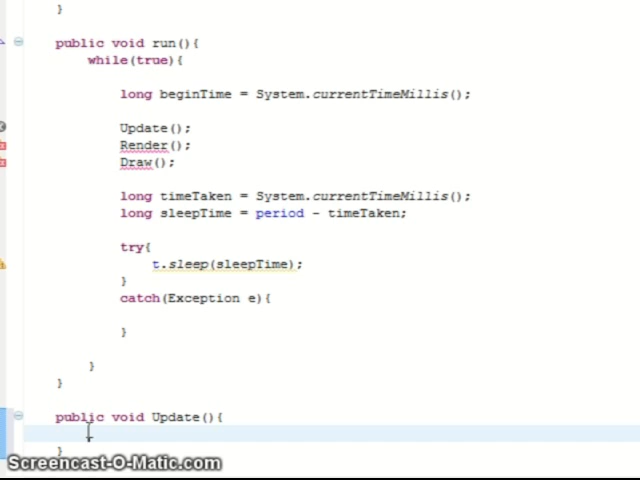 }
public void run(){
while(true){
long beginTime = System.currentTimeMillis();
Update();
Render();
Draw();
long timeTaken = System.currentTimeMillis();
long sleepTime = period - timeTaken;
try{
t.sleep(sleepTime);
}
catch(Exception e){
}
}
}
public void Update(){
}
Screencast-O-Matic.com